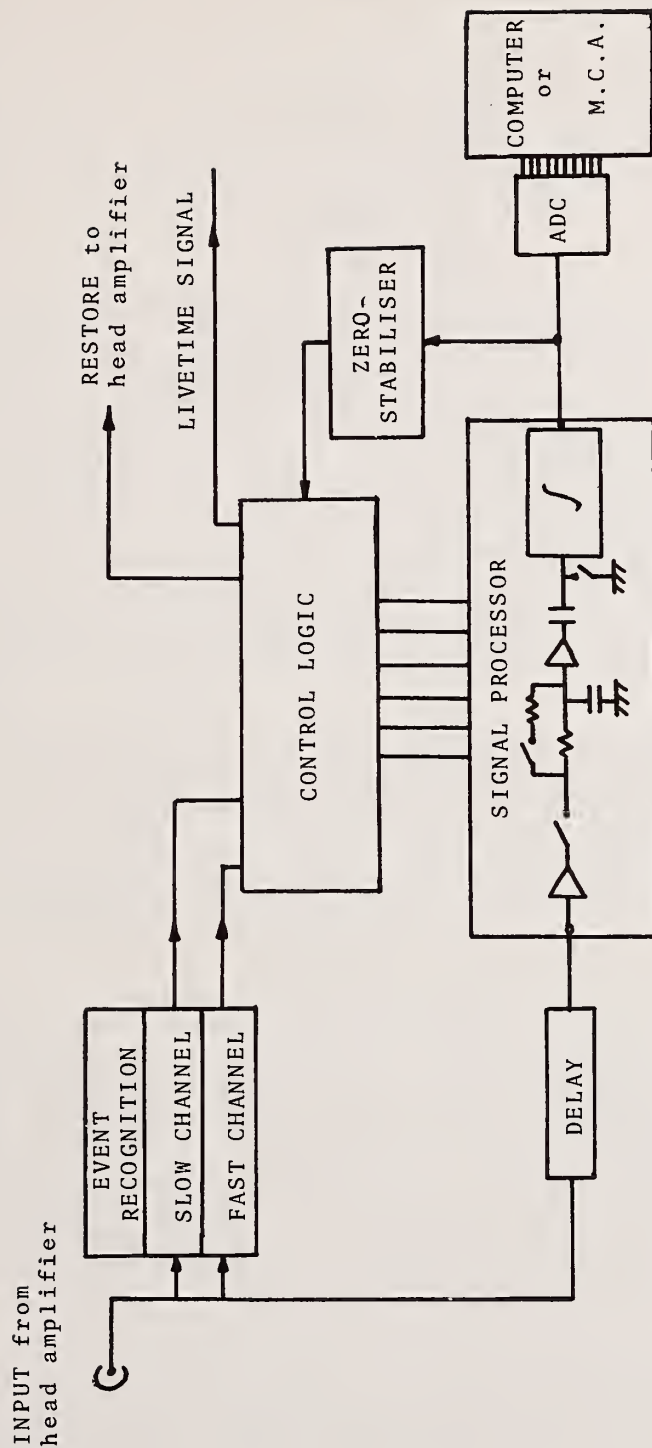 INPUT from
head amplifier
EVENT
RECOGNITION
SLOW CHANNEL
FAST CHANNEL
RESTORE to
head amplifier
LIVETIME SIGNAL
CONTROL LOGIC
ZERO-
STABILISER
DELAY
SIGNAL PROCESSOR
∫
ADC
COMPUTER
or
M.C.A.